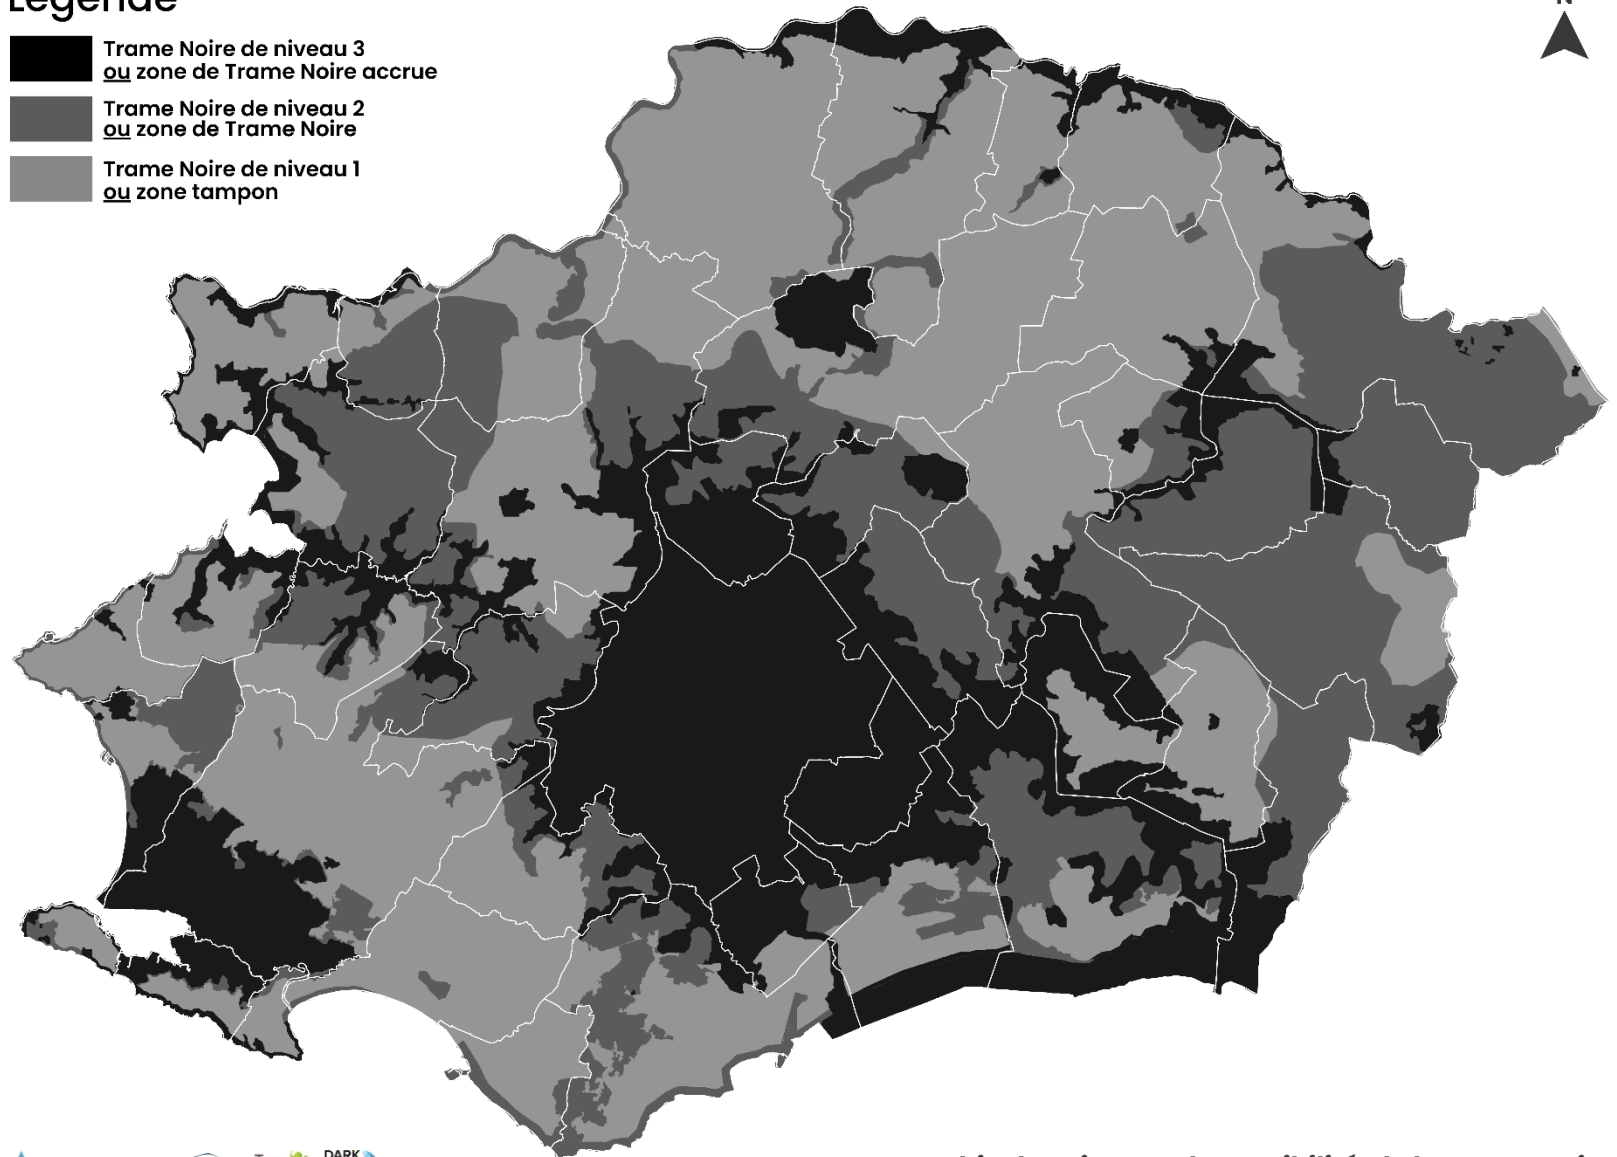 Légende
N
Trame Noire de niveau 3
ou zone de Trame Noire accrue
Trame Noire de niveau 2
ou zone de Trame Noire
Trame Noire de niveau 1
ou zone tampon
DARK